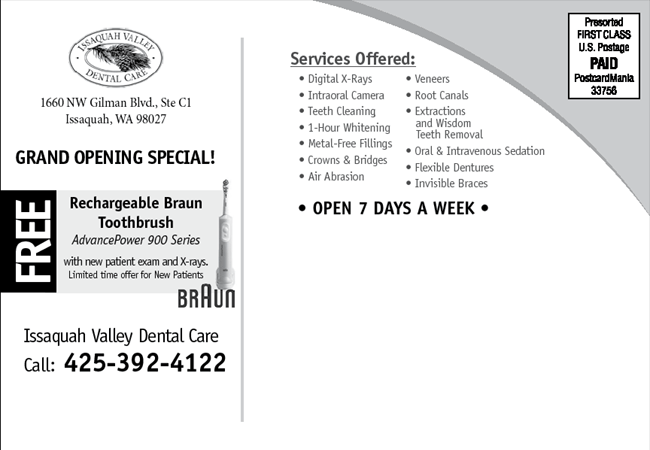 ISSAQUAH VALLEY
DENTAL CARE
1660 NW Gilman Blvd., Ste C1
Issaquah, WA 98027
GRAND OPENING SPECIAL!
FREE
Rechargeable Braun
Toothbrush
AdvancePower 900 Series
with new patient exam and X-rays.
Limited time offer for New Patients
BRAUN
Issaquah Valley Dental Care
Call: 425-392-4122
Services Offered:
• Digital X-Rays
• Intraoral Camera
• Teeth Cleaning
• 1-Hour Whitening
• Metal-Free Fillings
• Crowns & Bridges
• Air Abrasion
• Veneers
• Root Canals
• Extractions
and Wisdom
Teeth Removal
• Oral & Intravenous Sedation
• Flexible Dentures
• Invisible Braces
• OPEN 7 DAYS A WEEK •
Presorted
FIRST CLASS
U.S. Postage
PAID
PostcardMania
33756